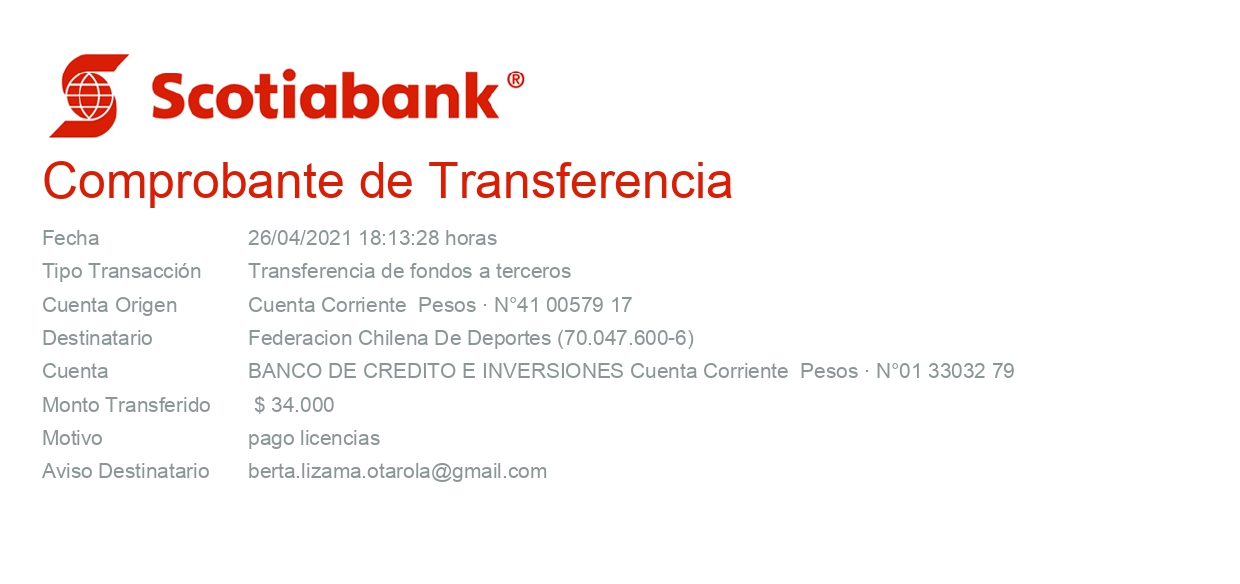 Scotiabank®
Comprobante de Transferencia
Fecha 26/04/2021 18:13:28 horas
Tipo Transacción Transferencia de fondos a terceros
Cuenta Origen Cuenta Corriente  Pesos · N°41 00579 17
Destinatario Federacion Chilena De Deportes (70.047.600-6)
Cuenta BANCO DE CREDITO E INVERSIONES Cuenta Corriente  Pesos · N°01 33032 79
Monto Transferido $ 34.000
Motivo pago licencias
Aviso Destinatario berta.lizama.otarola@gmail.com